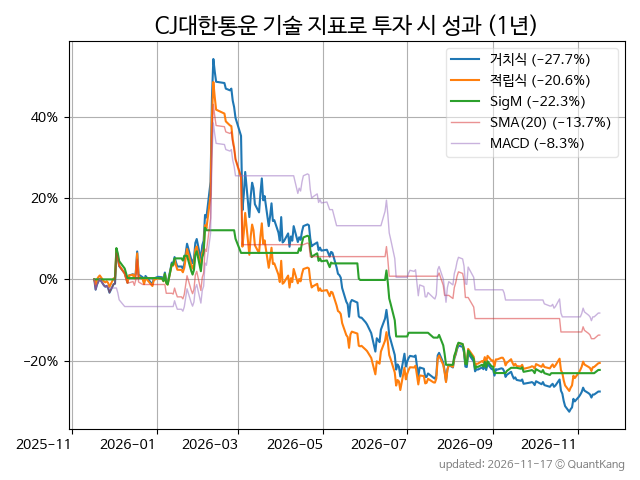 CJ대한통운 기술 지표로 투자 시 성과 (1년)
거치식 (−27.7%)
적립식 (−20.6%)
SigM (−22.3%)
SMA(20) (−13.7%)
MACD (−8.3%)
40%
20%
0%
−20%
2025-11 2026-01 2026-03 2026-05 2026-07 2026-09 2026-11
updated: 2026-11-17 © QuantKang